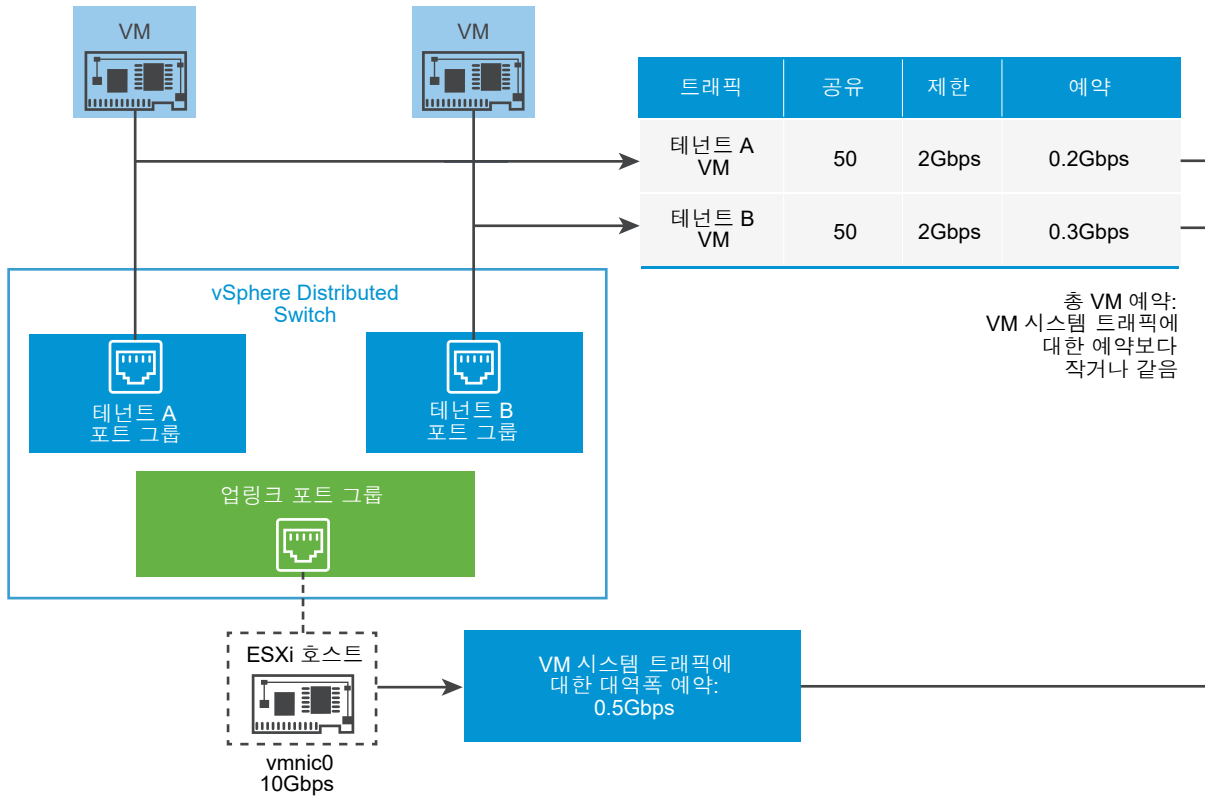 VM
VM
트래픽
공유
제한
예약
테넌트 A
VM
50
2Gbps
0.2Gbps
테넌트 B
VM
50
2Gbps
0.3Gbps
총 VM 예약:
VM 시스템 트래픽에
대한 예약보다
작거나 같음
vSphere Distributed
Switch
테넌트 A
포트 그룹
테넌트 B
포트 그룹
업링크 포트 그룹
ESXi 호스트
vmnic0
10Gbps
VM 시스템 트래픽에
대한 대역폭 예약:
0.5Gbps